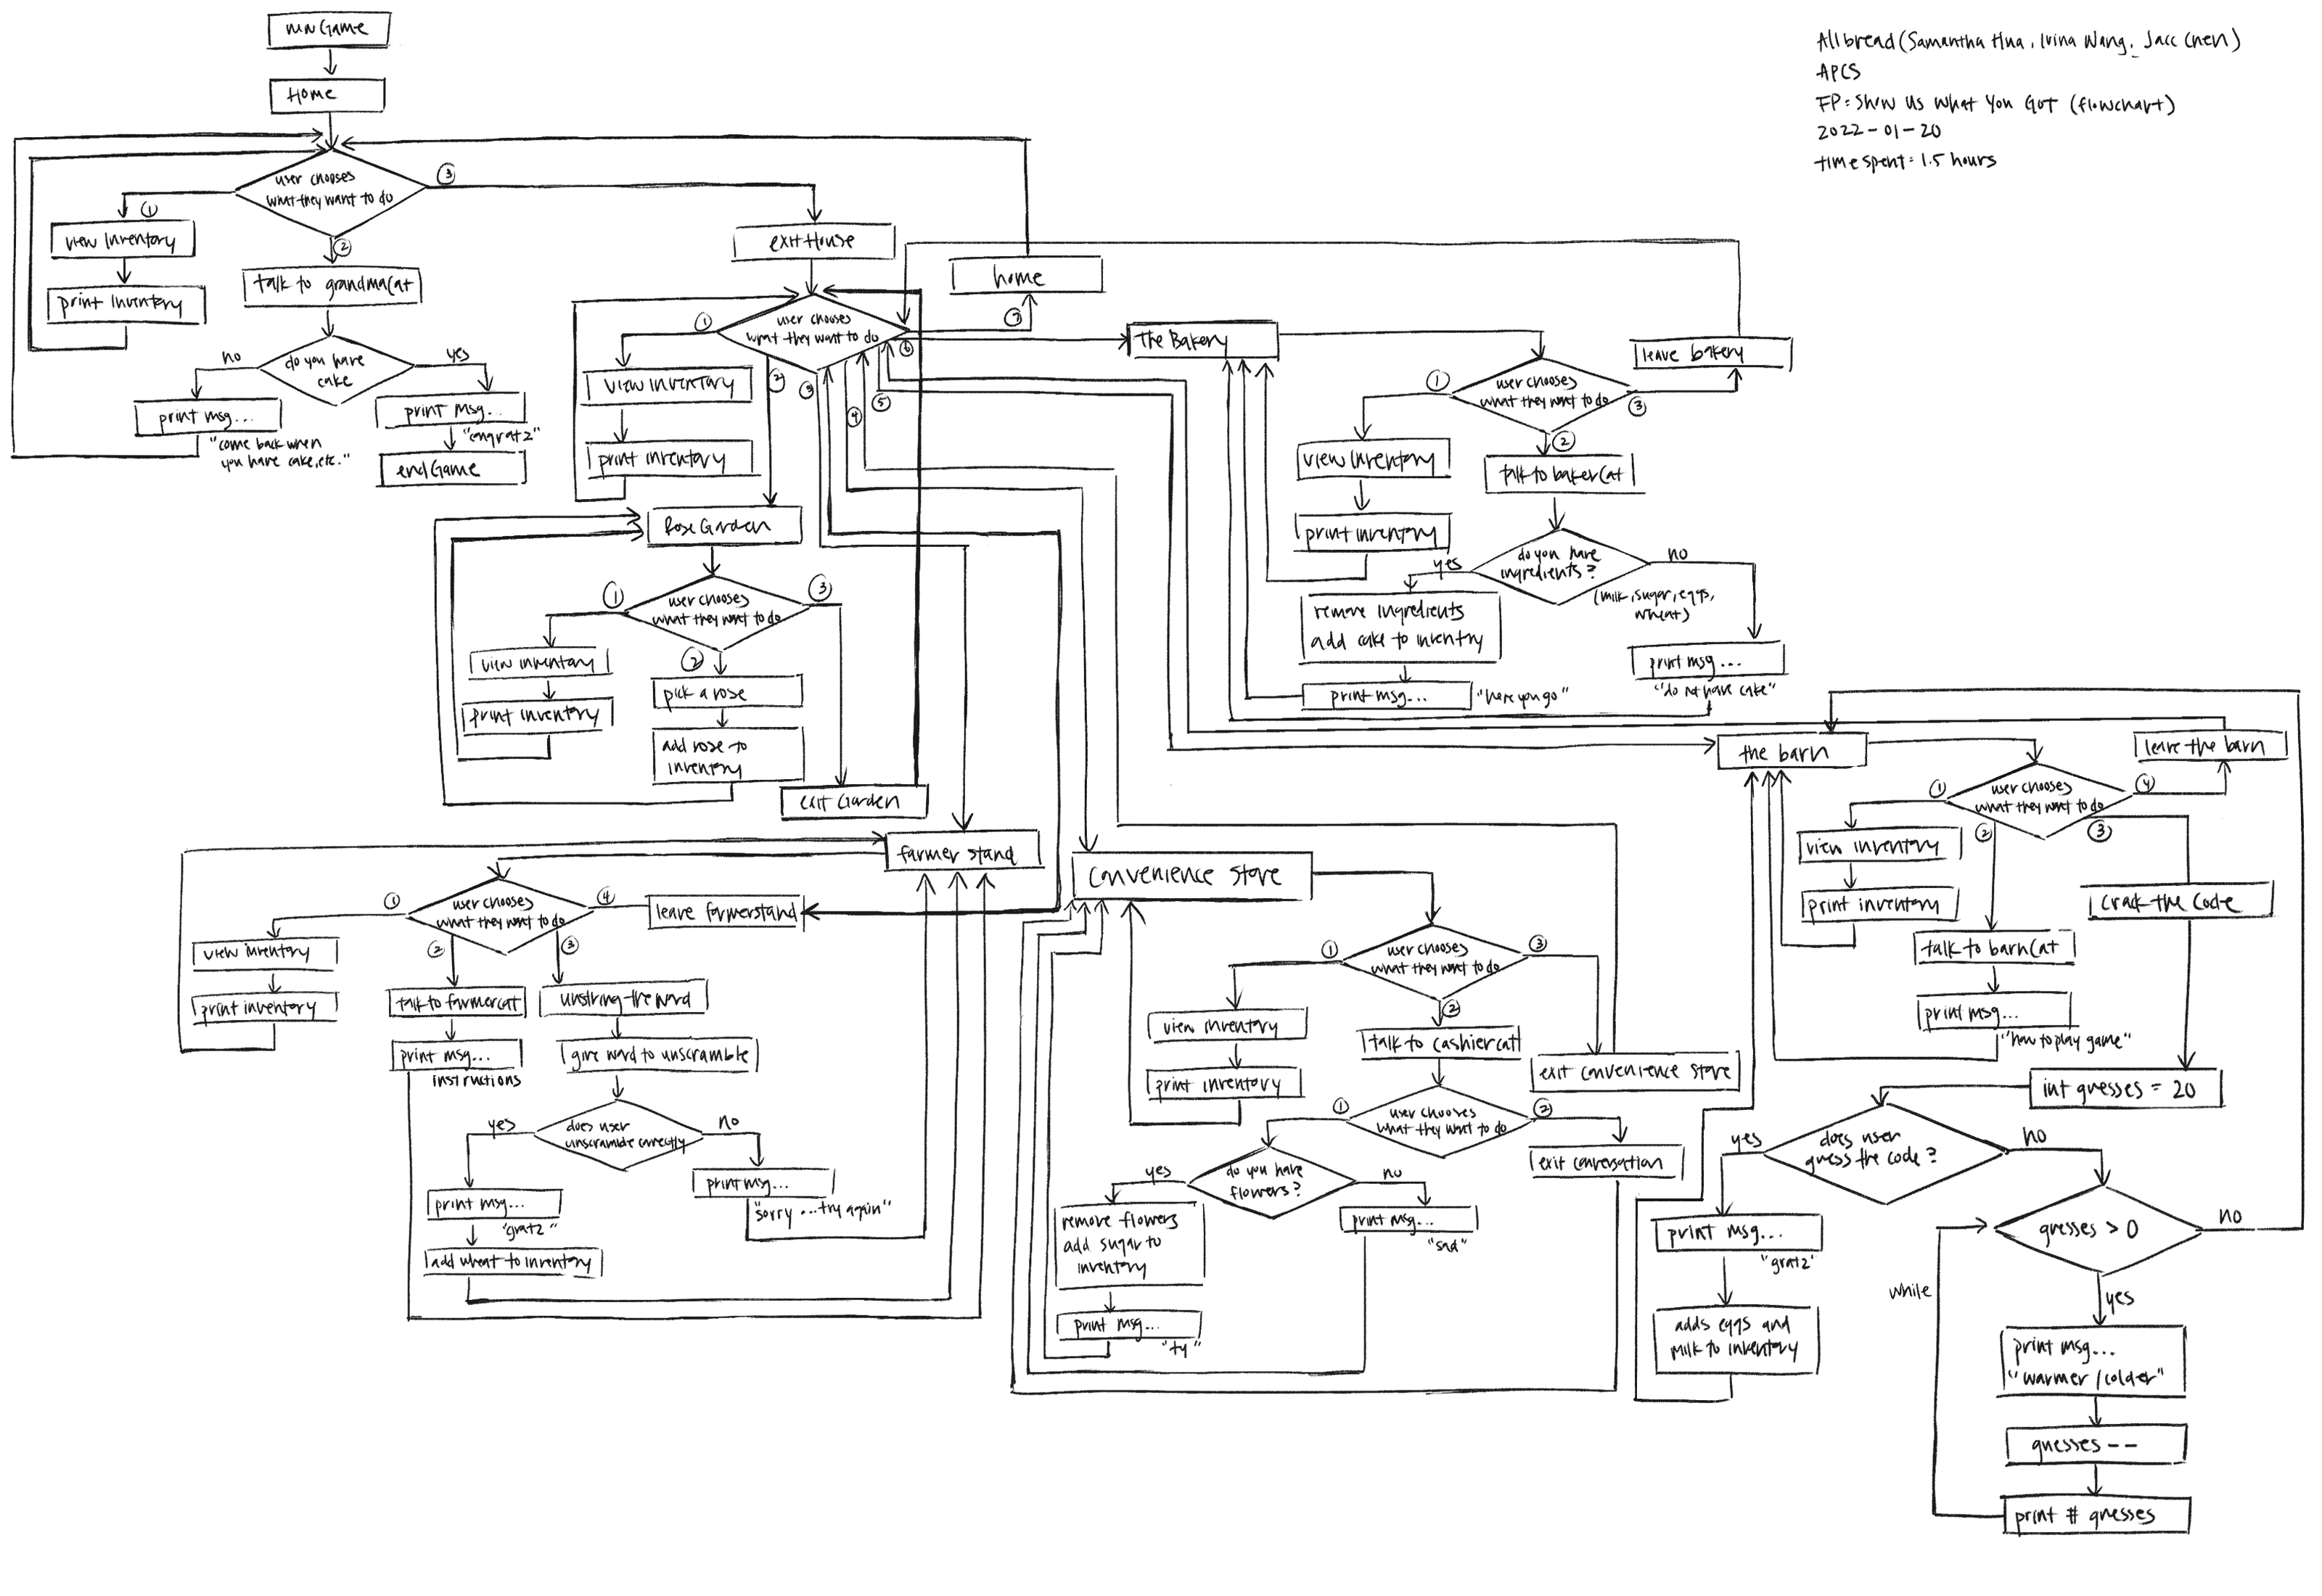 runGame
Home
Allbread (Samantha Hua, Irina Wang, Jacc Chen)
APCS
FP: Show Us What You Got (flowchart)
2022-01-20
time spent: 1.5 hours
user chooses
what they want to do
①
②
③
view Inventory
print Inventory
talk to grandmaCat
do you have
cake
no
yes
print msg...
"come back when
you have cake, etc."
print msg...
"congratz"
endGame
exitHouse
home
user chooses
what they want to do
①
②
③
④
⑤
⑥
⑦
view inventory
print inventory
Rose Garden
user chooses
what they want to do
①
②
③
view inventory
print inventory
pick a rose
add rose to
inventory
exit Garden
The Bakery
leave bakery
user chooses
what they want to do
①
②
③
view Inventory
print inventory
talk to bakerCat
do you have
ingredients?
(milk, sugar, eggs,
wheat)
yes
no
remove ingredients
add cake to inventry
print msg...
"here you go"
print msg...
"do not have cake"
farmer stand
user chooses
what they want to do
①
②
③
④
leave farmerstand
view inventory
print inventory
talk to farmercat
print msg...
instructions
unstring the word
give word to unscramble
does user
unscramble correctly
yes
no
print msg...
"gratz"
add wheat to inventory
print msg...
"sorry ... try again"
Convenience Store
user chooses
what they want to do
①
②
③
view inventory
print inventory
talk to cashiercat
exit convenience store
user chooses
what they want to do
①
②
exit conversation
do you have
flowers?
yes
no
remove flowers
add sugar to
inventory
print msg...
"ty"
print msg...
"sad"
the barn
leave the barn
user chooses
what they want to do
①
②
③
④
view inventory
print inventory
talk to barnCat
print msg...
"how to play game"
crack the code
int guesses = 20
does user
guess the code?
yes
no
print msg...
"gratz"
adds eggs and
milk to inventory
guesses > 0
no
yes
while
print msg...
"warmer/colder"
guesses --
print # guesses